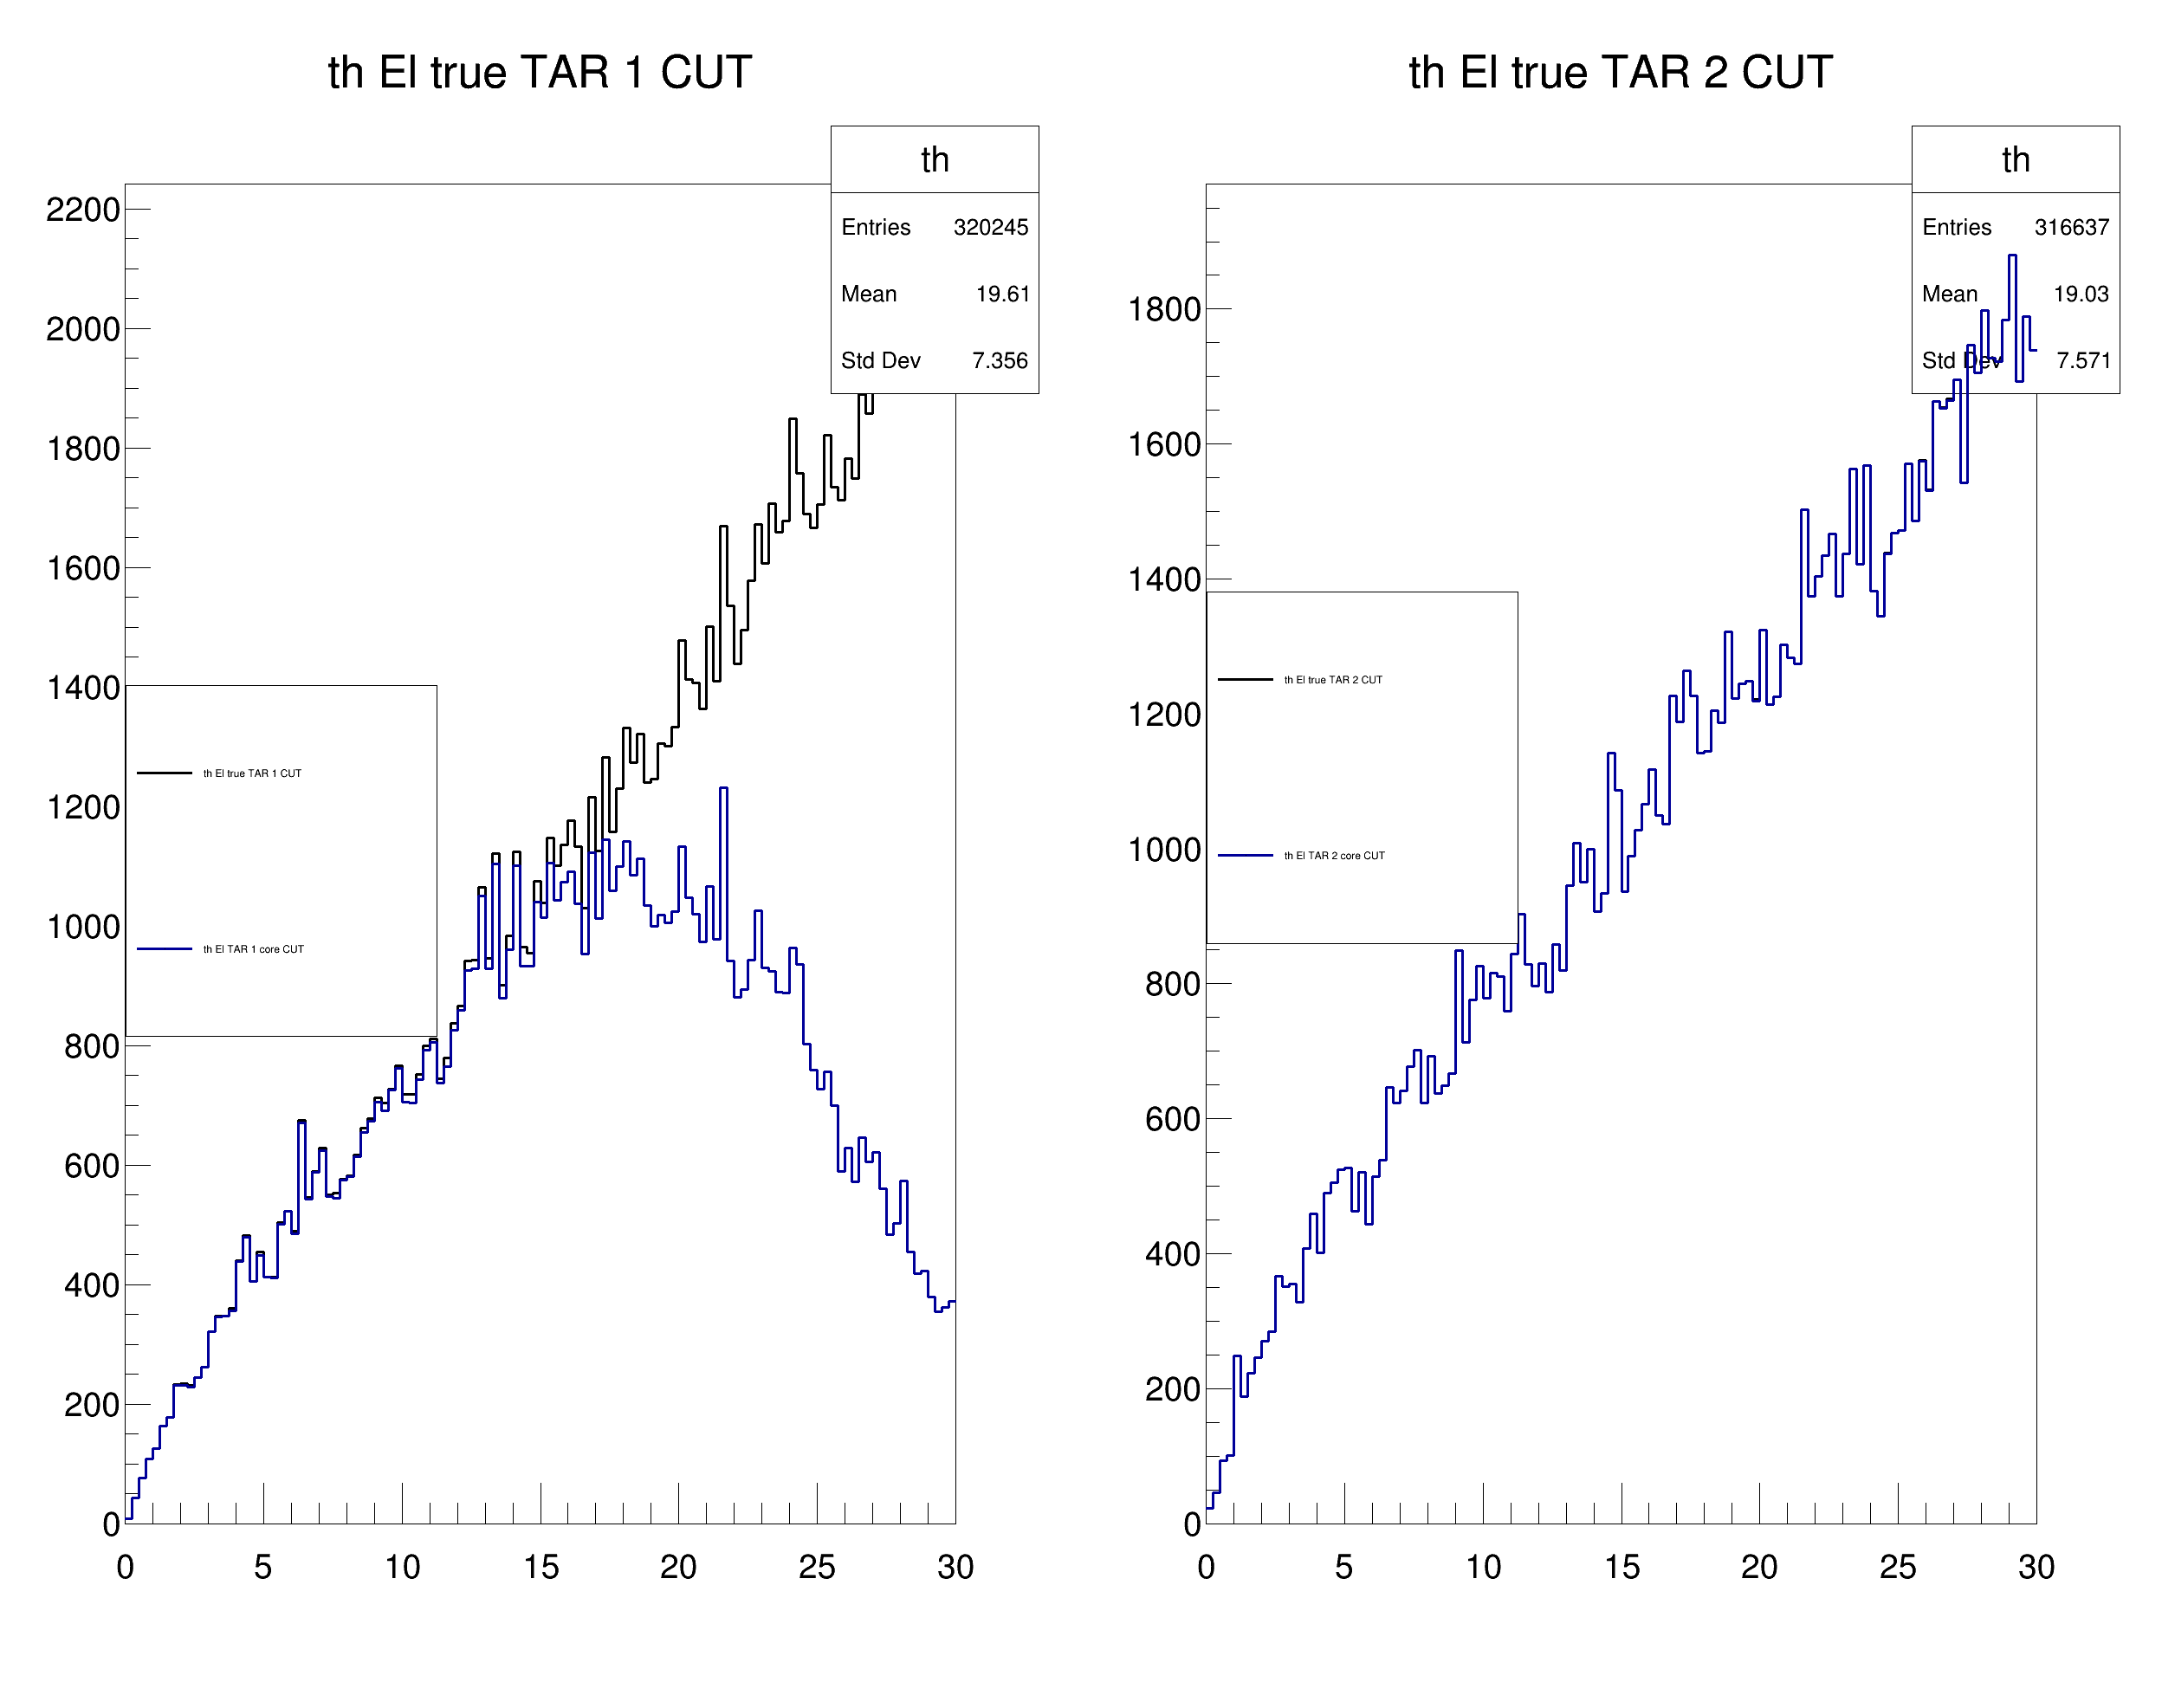 th El true TAR 1 CUT
th
Entries 320245
Mean 19.61
Std Dev 7.356
2200
2000
1800
1600
1400
1200
1000
800
600
400
200
0
th El true TAR 1 CUT
th El TAR 1 core CUT
0 5 10 15 20 25 30
th El true TAR 2 CUT
th
Entries 316637
Mean 19.03
Std Dev 7.571
1800
1600
1400
1200
1000
800
600
400
200
0
th El true TAR 2 CUT
th El TAR 2 core CUT
0 5 10 15 20 25 30